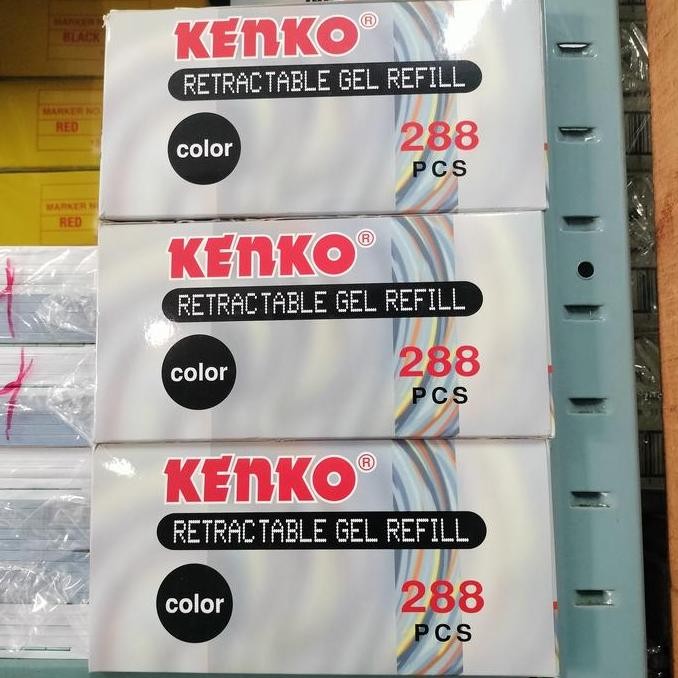 MARKER NO
BLACK
MARKER NO
RED
MARKER N
RED
KENKO®
RETRACTABLE GEL REFILL
color
288
PCS
KENKO®
RETRACTABLE GEL REFILL
color
288
PCS
KENKO®
RETRACTABLE GEL REFILL
color
288
PCS